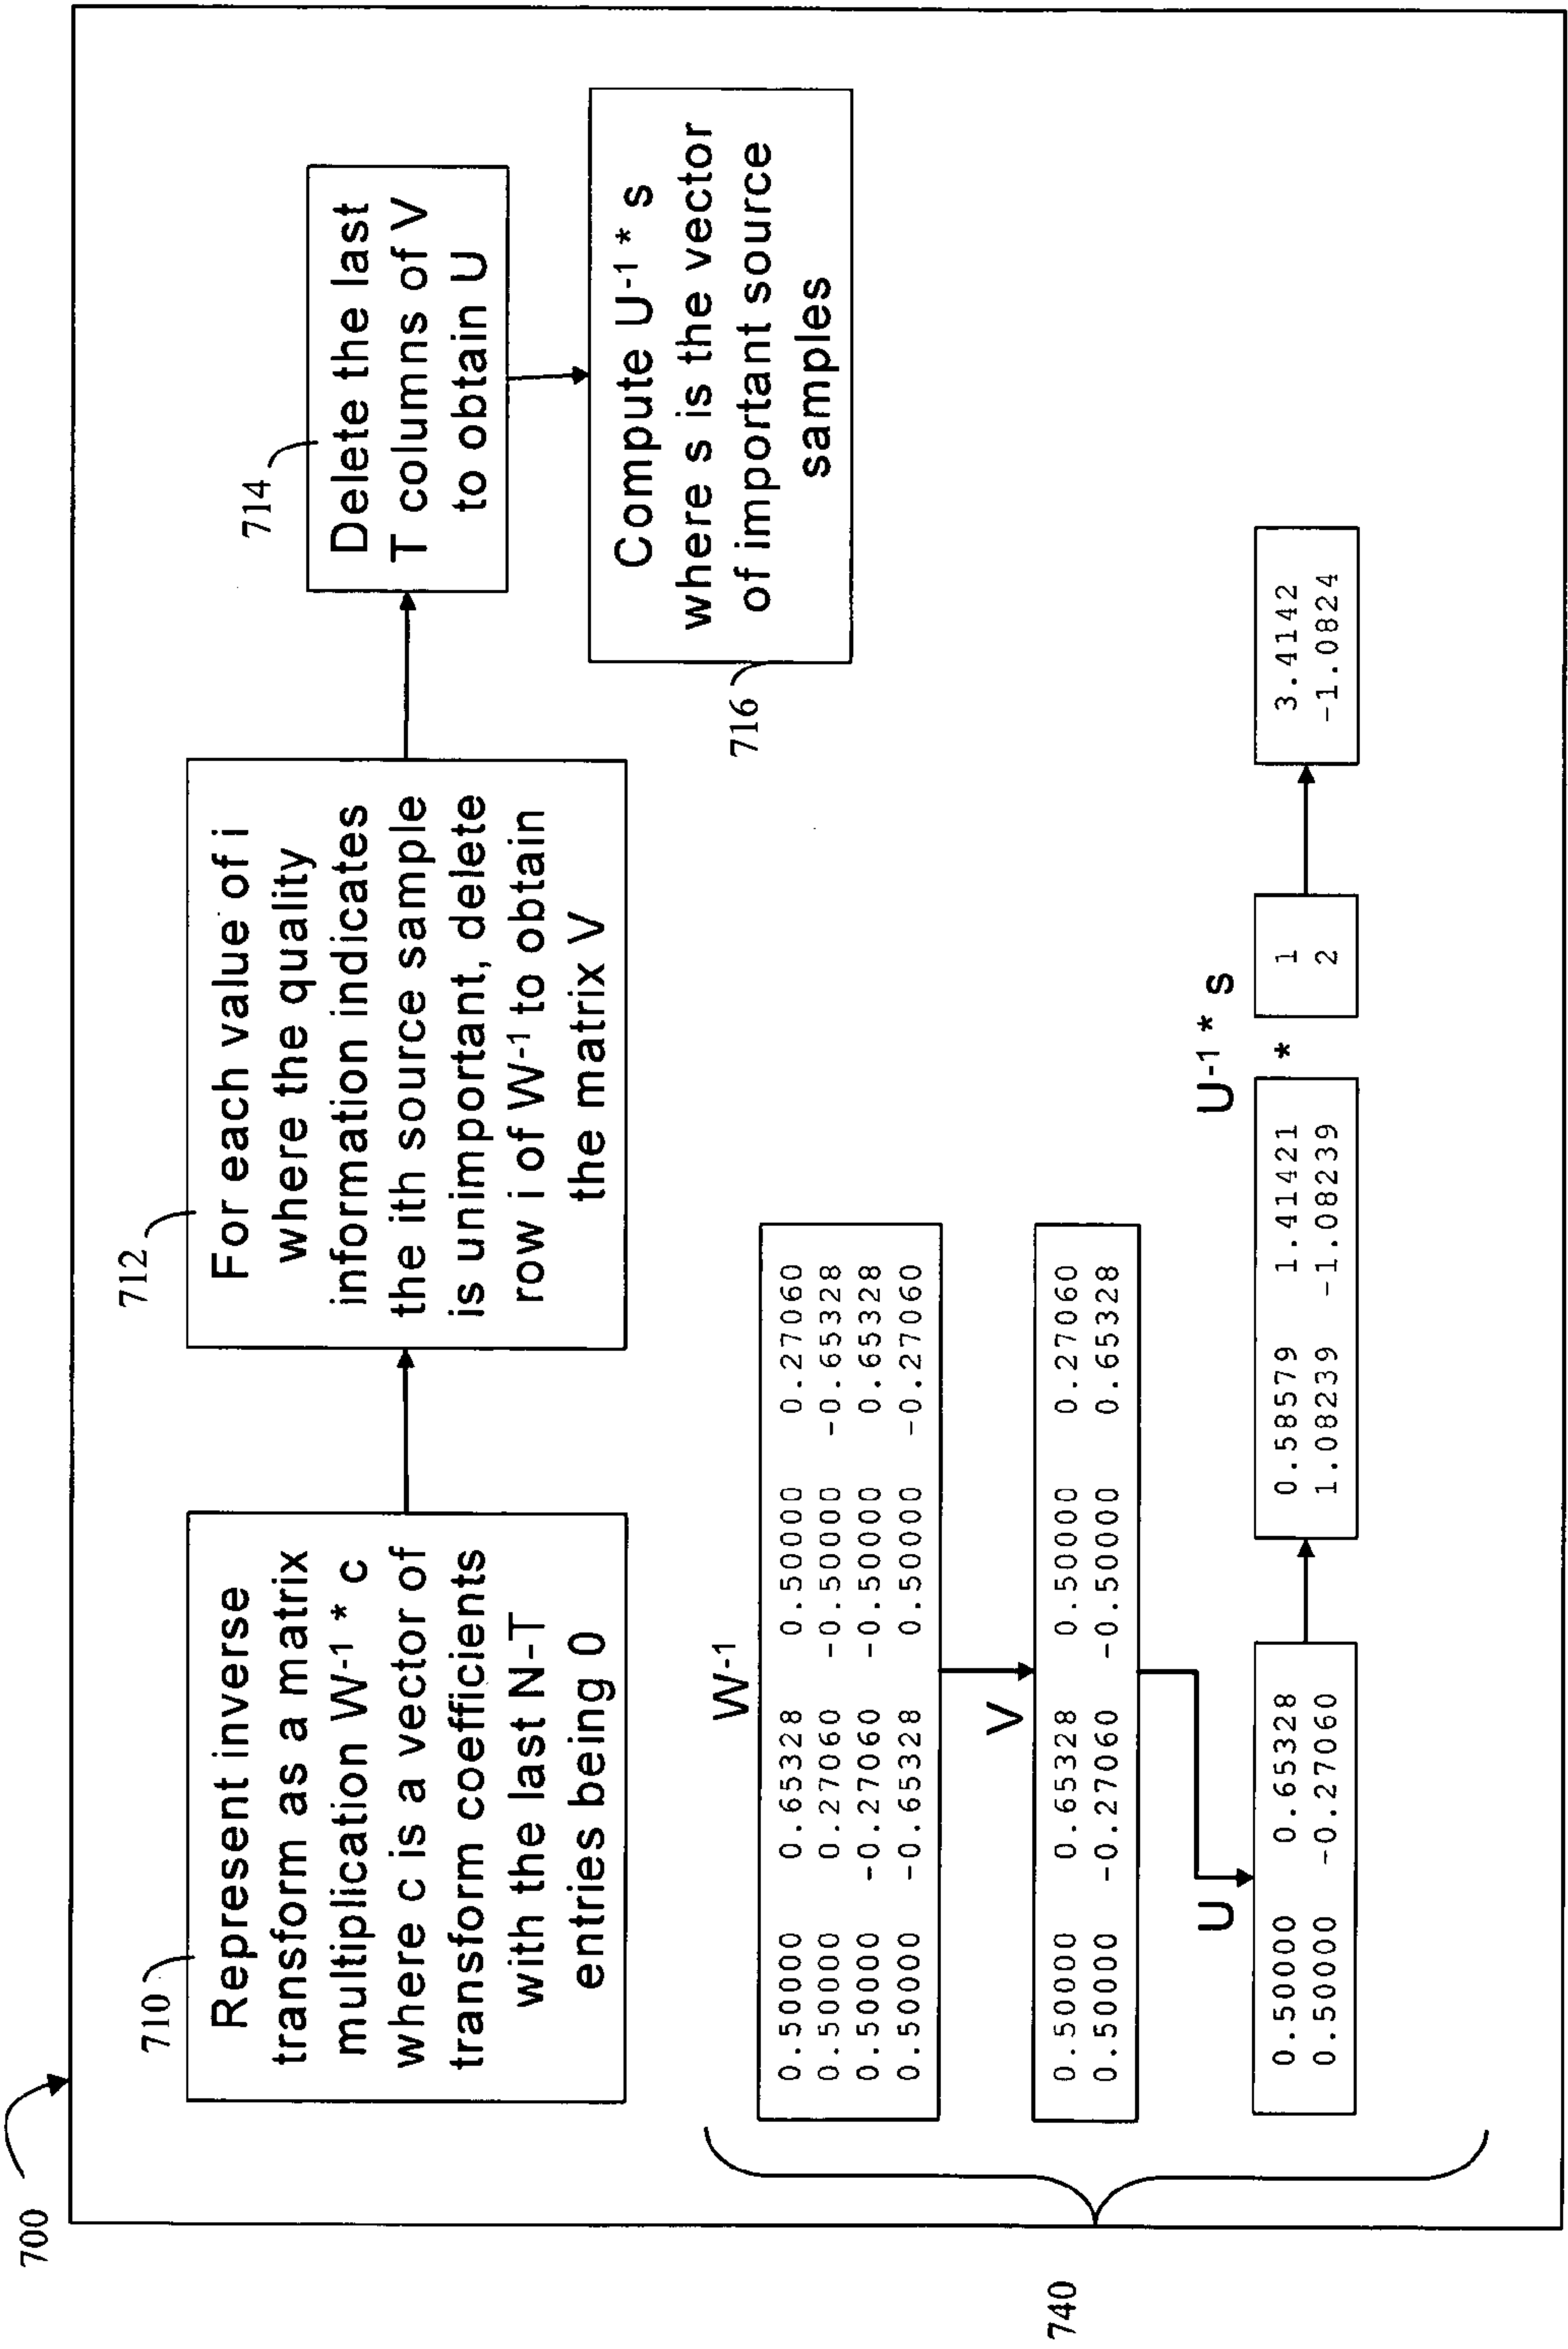 700
710
Represent inverse
transform as a matrix
multiplication W-1 * c
where c is a vector of
transform coefficients
with the last N-T
entries being 0
712
For each value of i
where the quality
information indicates
the ith source sample
is unimportant, delete
row i of W-1 to obtain
the matrix V
714
Delete the last
T columns of V
to obtain U
716
Compute U-1 * s
where s is the vector
of important source
samples
740
W-1
0.50000 0.65328 0.50000 0.27060
0.50000 0.27060 -0.50000 -0.65328
0.50000 -0.27060 -0.50000 0.65328
0.50000 -0.65328 0.50000 -0.27060
V
0.50000 0.65328 0.50000 0.27060
0.50000 -0.27060 -0.50000 0.65328
U
U-1 * s
0.50000 0.65328 0.58579 1.41421 * 1 3.4142
0.50000 -0.27060 1.08239 -1.08239 2 -1.0824